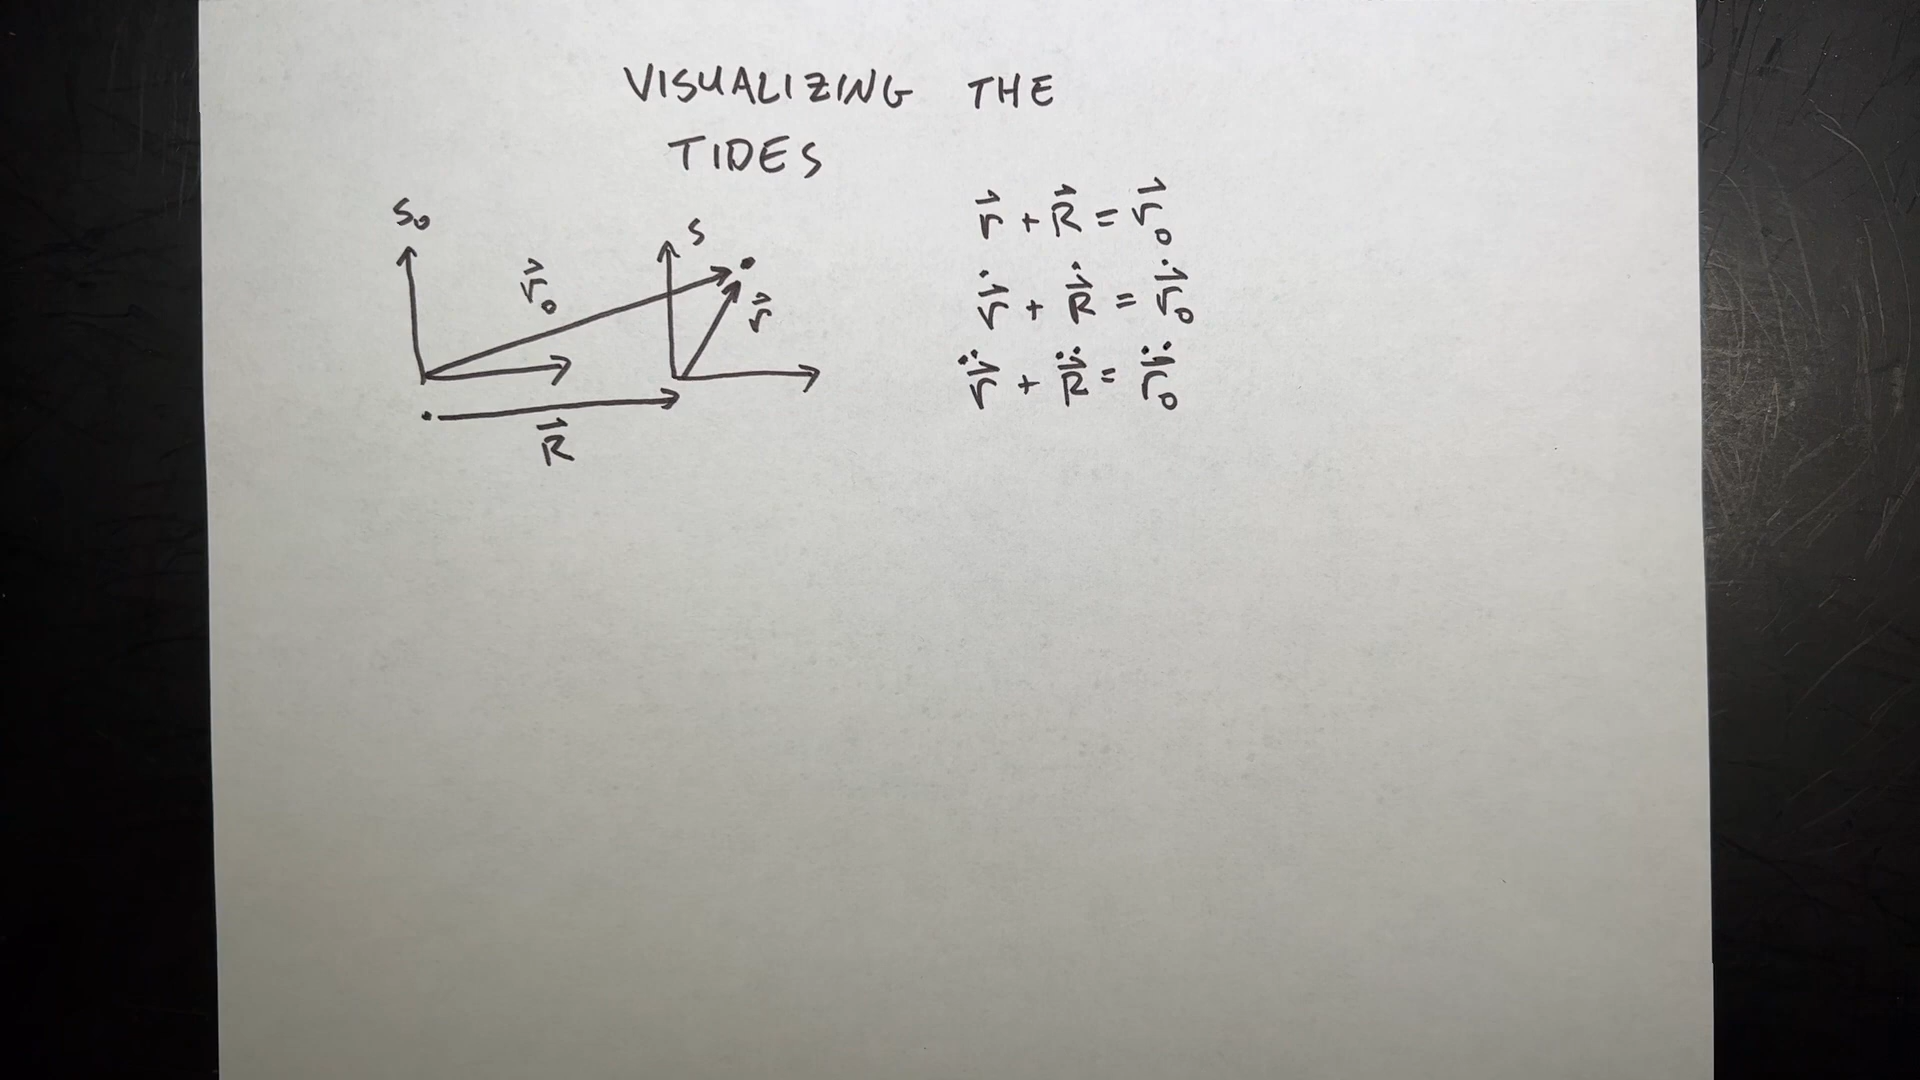 VISUALIZING THE
TIDES
S₀
S
r⃗₀
r⃗
R⃗
r⃗ + R⃗ = r⃗₀
ṙ⃗ + Ṙ⃗ = ṙ⃗₀
r̈⃗ + R̈⃗ = r̈⃗₀